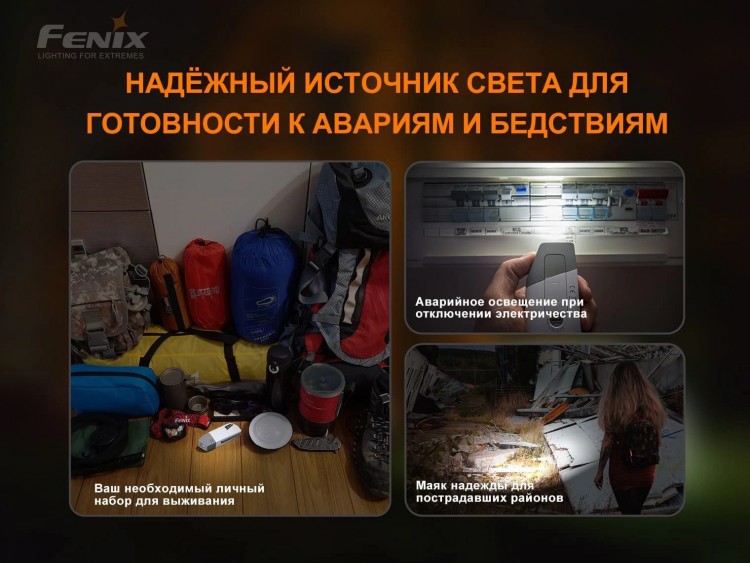 FENIX
LIGHTING FOR EXTREMES
НАДЁЖНЫЙ ИСТОЧНИК СВЕТА ДЛЯ
ГОТОВНОСТИ К АВАРИЯМ И БЕДСТВИЯМ
FENIX
Ваш необходимый личный
набор для выживания
Аварийное освещение при
отключении электричества
Маяк надежды для
пострадавших районов